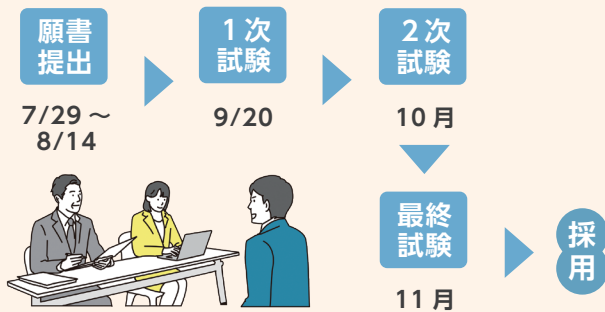 願書
提出
7/29～
8/14
1次
試験
9/20
2次
試験
10月
最終
試験
11月
採
用